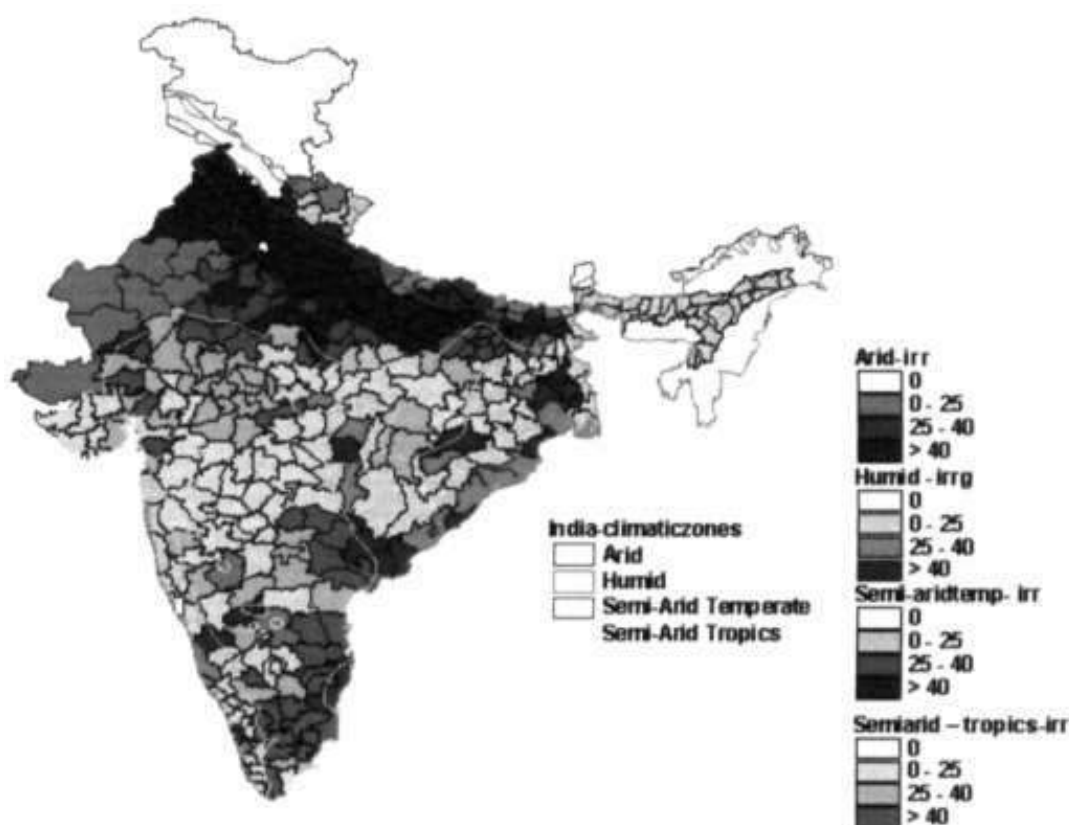 India-climaticzones
Arid
Humid
Semi-Arid Temperate
Semi-Arid Tropics
Arid-irr
0
0 - 25
25 - 40
> 40
Humid -irrg
0
0 - 25
25 - 40
> 40
Semi-aridtemp- irr
0
0 - 25
25 - 40
> 40
Semiarid – tropics-irr
0
0 - 25
25 - 40
> 40